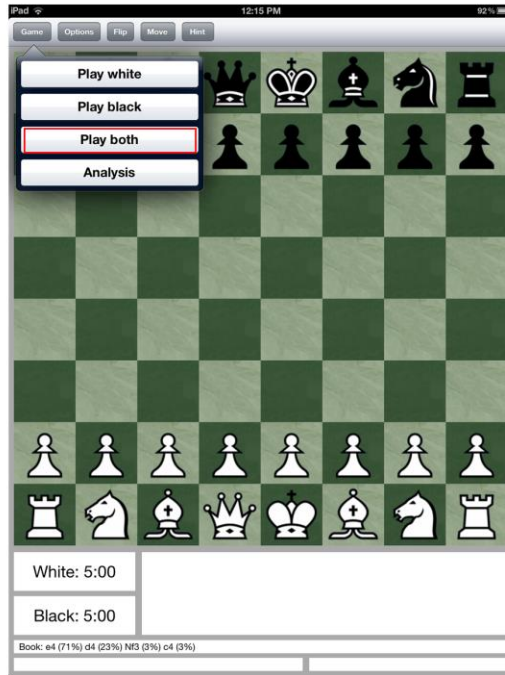 iPad 12:15 PM 92%
Game Options Flip Move Hint
Play white
Play black
Play both
Analysis
White: 5:00
Black: 5:00
Book: e4 (71%) d4 (23%) Nf3 (3%) c4 (3%)